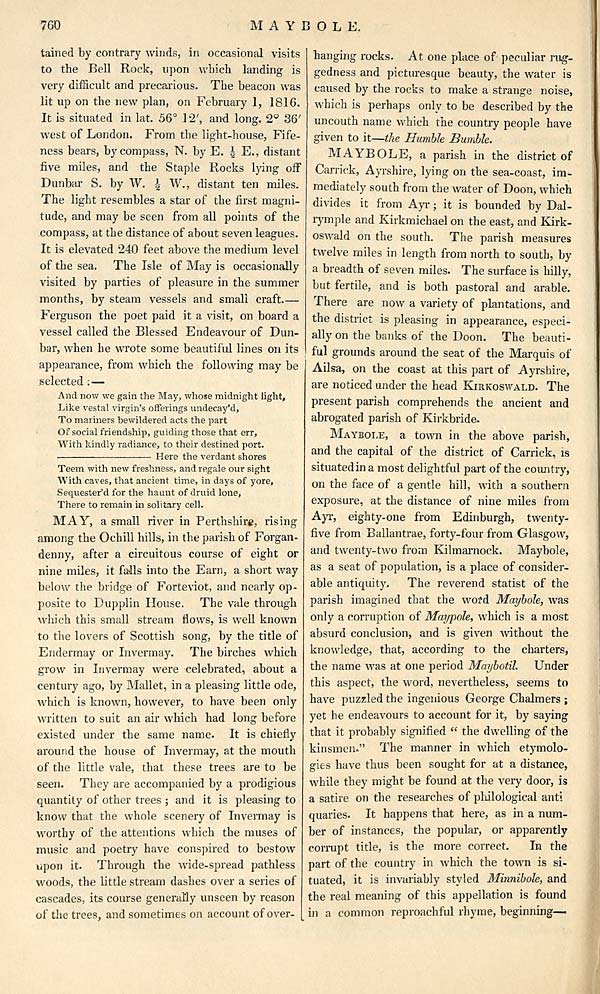 760
MAYBOLE.
tained by contrary winds, in occasional visits
to the Bell Rock, upon which landing is
very difficult and precarious. The beacon was
lit up on the new plan, on February 1, 1816.
It is situated in lat. 56° 12′, and long. 2° 36′
west of London. From the light-house, Fife-
ness bears, by compass, N. by E. ½ E., distant
five miles, and the Staple Rocks lying off
Dunbar S. by W. ½ W., distant ten miles.
The light resembles a star of the first magni-
tude, and may be seen from all points of the
compass, at the distance of about seven leagues.
It is elevated 240 feet above the medium level
of the sea. The Isle of May is occasionally
visited by parties of pleasure in the summer
months, by steam vessels and small craft.—
Ferguson the poet paid it a visit, on board a
vessel called the Blessed Endeavour of Dun-
bar, when he wrote some beautiful lines on its
appearance, from which the following may be
selected :—
And now we gain the May, whose midnight light,
Like vestal virgin's offerings undecay'd,
To mariners bewildered acts the part
Of social friendship, guiding those that err,
With kindly radiance, to their destined port.
———————— Here the verdant shores
Teem with new freshness, and regale our sight
With caves, that ancient time, in days of yore,
Sequester'd for the haunt of druid lone,
There to remain in solitary cell.
MAY, a small river in Perthshire, rising
among the Ochill hills, in the parish of Forgan-
denny, after a circuitous course of eight or
nine miles, it falls into the Earn, a short way
below the bridge of Forteviot, and nearly op-
posite to Dupplin House. The vale through
which this small stream flows, is well known
to the lovers of Scottish song, by the title of
Endermay or Invermay. The birches which
grow in Invermay were celebrated, about a
century ago, by Mallet, in a pleasing little ode,
which is known, however, to have been only
written to suit an air which had long before
existed under the same name. It is chiefly
around the house of Invermay, at the mouth
of the little vale, that these trees are to be
seen. They are accompanied by a prodigious
quantity of other trees ; and it is pleasing to
know that the whole scenery of Invermay is
worthy of the attentions which the muses of
music and poetry have conspired to bestow
upon it. Through the wide-spread pathless
woods, the little stream dashes over a series of
cascades, its course generally unseen by reason
of the trees, and sometimes on account of over-
hanging rocks. At one place of peculiar rug-
gedness and picturesque beauty, the water is
caused by the rocks to make a strange noise,
which is perhaps only to be described by the
uncouth name which the country people have
given to it—the Humble Bumble.
MAYBOLE, a parish in the district of
Carrick, Ayrshire, lying on the sea-coast, im-
mediately south from the water of Doon, which
divides it from Ayr ; it is bounded by Dal-
rymple and Kirkmichael on the east, and Kirk-
oswald on the south. The parish measures
twelve miles in length from north to south, by
a breadth of seven miles. The surface is hilly,
but fertile, and is both pastoral and arable.
There are now a variety of plantations, and
the district is pleasing in appearance, especi-
ally on the banks of the Doon. The beauti-
ful grounds around the seat of the Marquis of
Ailsa, on the coast at this part of Ayrshire,
are noticed under the head KIRKOSWALD. The
present parish comprehends the ancient and
abrogated parish of Kirkbride.
MAYBOLE, a town in the above parish,
and the capital of the district of Carrick, is
situated in a most delightful part of the country,
on the face of a gentle hill, with a southern
exposure, at the distance of nine miles from
Ayr, eighty-one from Edinburgh, twenty-
five from Ballantrae, forty-four from Glasgow,
and twenty-two from Kilmarnock. Maybole,
as a seat of population, is a place of consider-
able antiquity. The reverend statist of the
parish imagined that the word Maybole, was
only a corruption of Maypole, which is a most
absurd conclusion, and is given without the
knowledge, that, according to the charters,
the name was at one period Maybotil. Under
this aspect, the word, nevertheless, seems to
have puzzled the ingenious George Chalmers ;
yet he endeavours to account for it, by saying
that it probably signified “ the dwelling of the
kinsmen.” The manner in which etymolo-
gies have thus been sought for at a distance,
while they might be found at the very door, is
a satire on the researches of philological anti
quaries. It happens that here, as in a num-
ber of instances, the popular, or apparently
corrupt title, is the more correct. In the
part of the country in which the town is si-
tuated, it is invariably styled Minnibole, and
the real meaning of this appellation is found
in a common reproachful rhyme, beginning—